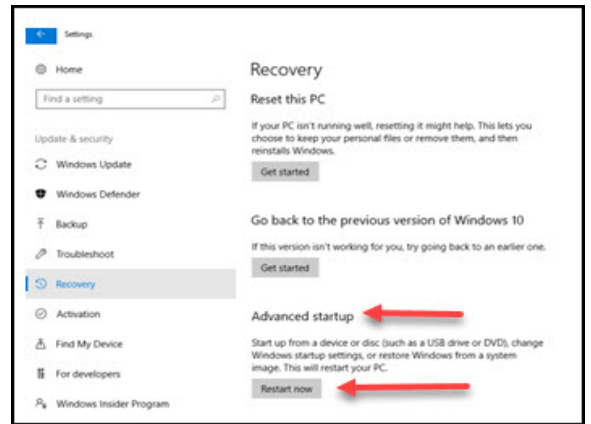 Settings
Home
Find a setting
Update & security
Windows Update
Windows Defender
Backup
Troubleshoot
Recovery
Activation
Find My Device
For developers
Windows Insider Program
Recovery
Reset this PC
If your PC isn't running well, resetting it might help. This lets you
choose to keep your personal files or remove them, and then
reinstalls Windows.
Get started
Go back to the previous version of Windows 10
If this version isn't working for you, try going back to an earlier one.
Get started
Advanced startup
Start up from a device or disc (such as a USB drive or DVD), change
Windows startup settings, or restore Windows from a system
image. This will restart your PC.
Restart now